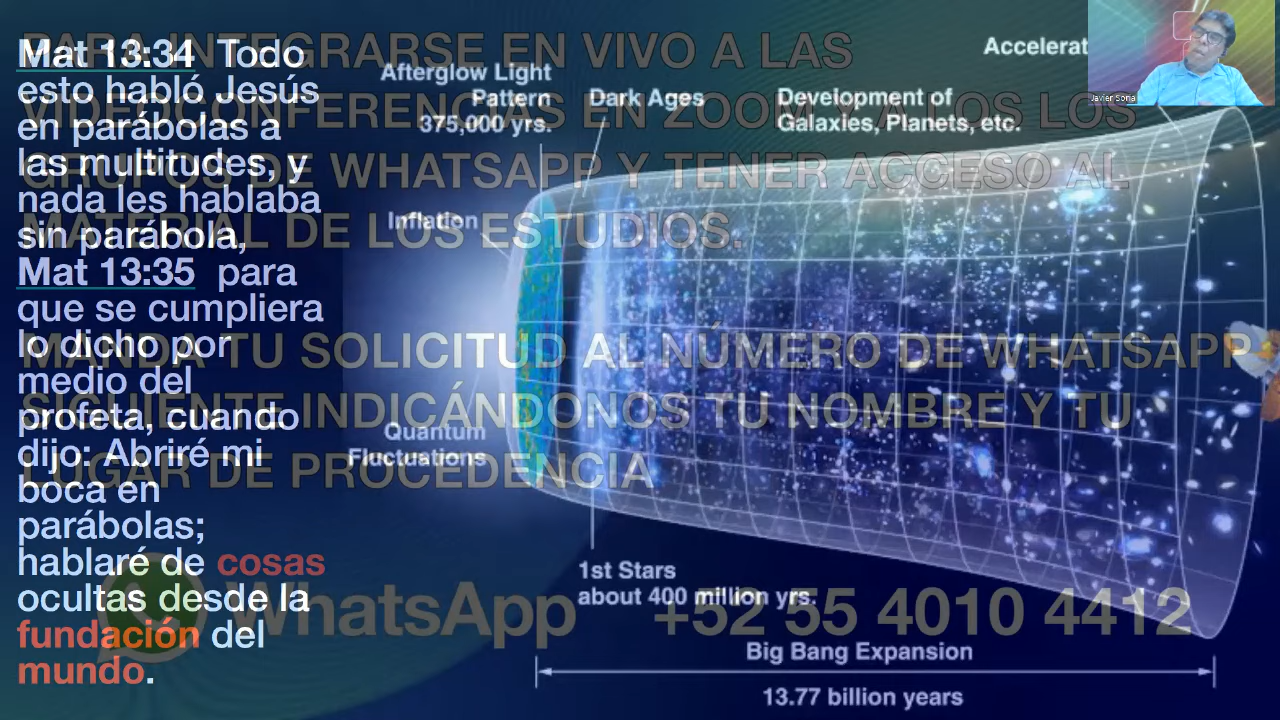 Mat 13:34 Todo
esto habló Jesús
en parábolas a
las multitudes, y
nada les hablaba
sin parábola,
Mat 13:35 para
que se cumpliera
lo dicho por
medio del
profeta, cuando
dijo: Abriré mi
boca en
parábolas;
hablaré de cosas
ocultas desde la
fundación del
mundo.
PARA INTEGRARSE EN VIVO A LAS
VIDEOCONFERENCIAS EN ZOOM Y A LOS
GRUPOS DE WHATSAPP Y TENER ACCESO AL
MATERIAL DE LOS ESTUDIOS.
MANDA TU SOLICITUD AL NÚMERO DE WHATSAPP
SIGUIENTE INDICÁNDONOS TU NOMBRE Y TU
LUGAR DE PROCEDENCIA
WhatsApp +52 55 4010 4412
Afterglow Light
Pattern
375,000 yrs.
Dark Ages
Development of
Galaxies, Planets, etc.
Accelerat
Javier Soria
Inflation
Quantum
Fluctuations
1st Stars
about 400 million yrs.
Big Bang Expansion
13.77 billion years